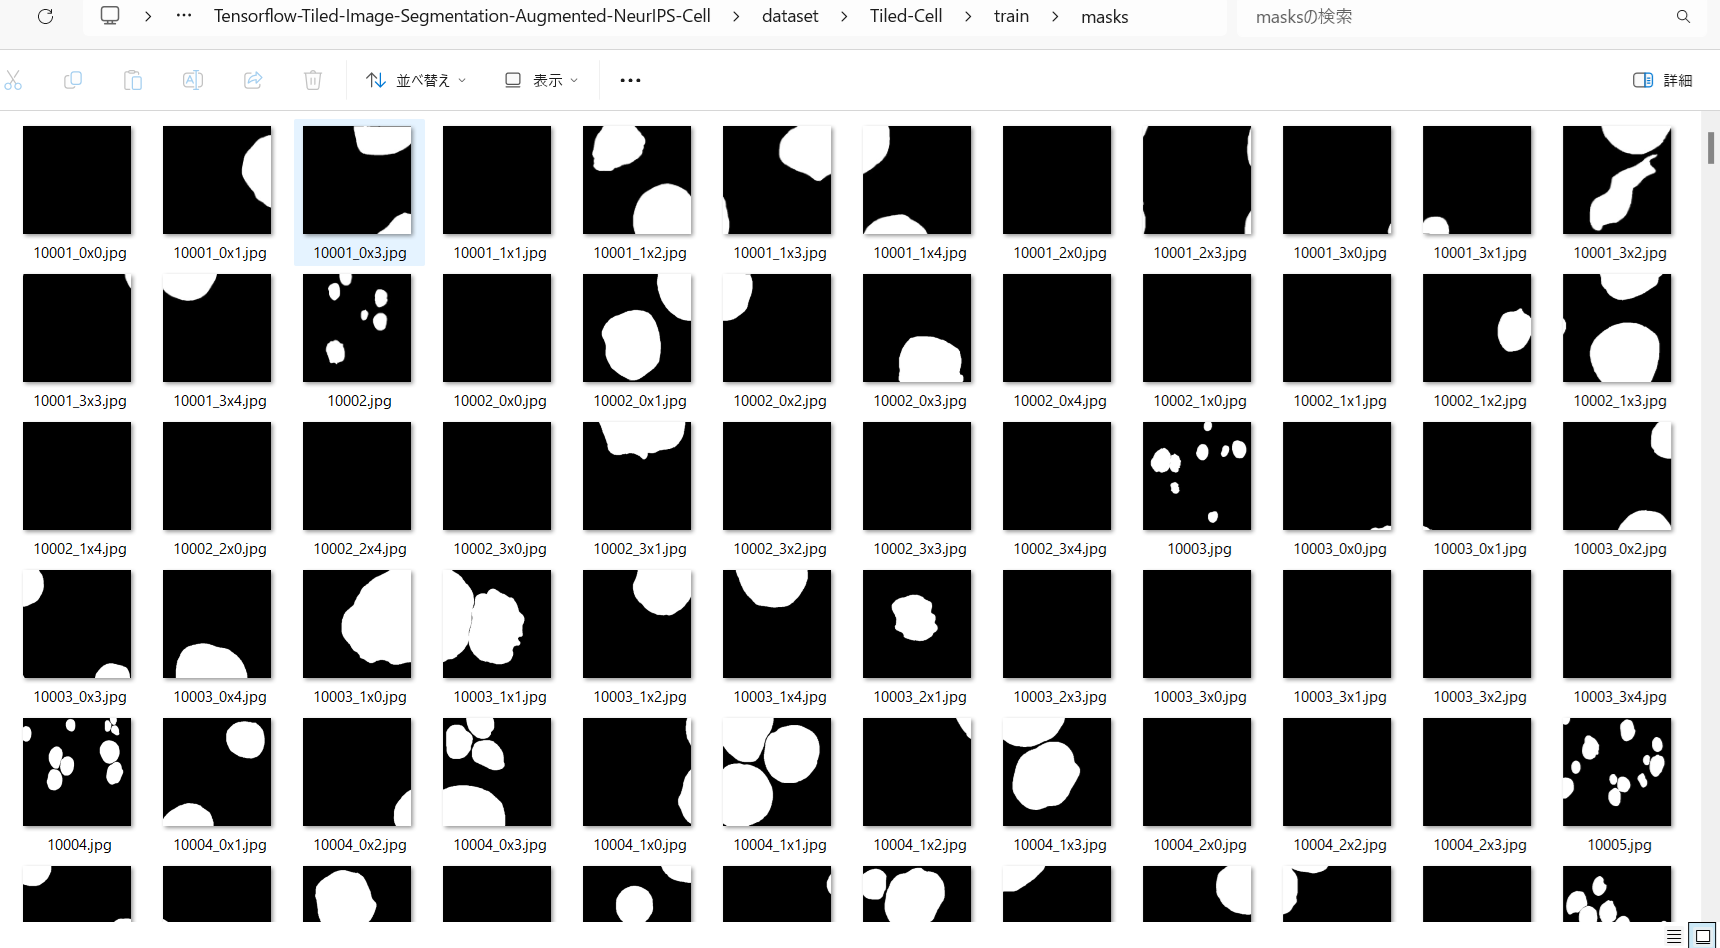 Tensorflow-Tiled-Image-Segmentation-Augmented-NeurIPS-Cell > dataset > Tiled-Cell > train > masks masksの検索
並べ替え 表示 詳細
10001_0x0.jpg 10001_0x1.jpg 10001_0x3.jpg 10001_1x1.jpg 10001_1x2.jpg 10001_1x3.jpg 10001_1x4.jpg 10001_2x0.jpg 10001_2x3.jpg 10001_3x0.jpg 10001_3x1.jpg 10001_3x2.jpg
10001_3x3.jpg 10001_3x4.jpg 10002.jpg 10002_0x0.jpg 10002_0x1.jpg 10002_0x2.jpg 10002_0x3.jpg 10002_0x4.jpg 10002_1x0.jpg 10002_1x1.jpg 10002_1x2.jpg 10002_1x3.jpg
10002_1x4.jpg 10002_2x0.jpg 10002_2x4.jpg 10002_3x0.jpg 10002_3x1.jpg 10002_3x2.jpg 10002_3x3.jpg 10002_3x4.jpg 10003.jpg 10003_0x0.jpg 10003_0x1.jpg 10003_0x2.jpg
10003_0x3.jpg 10003_0x4.jpg 10003_1x0.jpg 10003_1x1.jpg 10003_1x2.jpg 10003_1x4.jpg 10003_2x1.jpg 10003_2x3.jpg 10003_3x0.jpg 10003_3x1.jpg 10003_3x2.jpg 10003_3x4.jpg
10004.jpg 10004_0x1.jpg 10004_0x2.jpg 10004_0x3.jpg 10004_1x0.jpg 10004_1x1.jpg 10004_1x2.jpg 10004_1x3.jpg 10004_2x0.jpg 10004_2x2.jpg 10004_2x3.jpg 10005.jpg